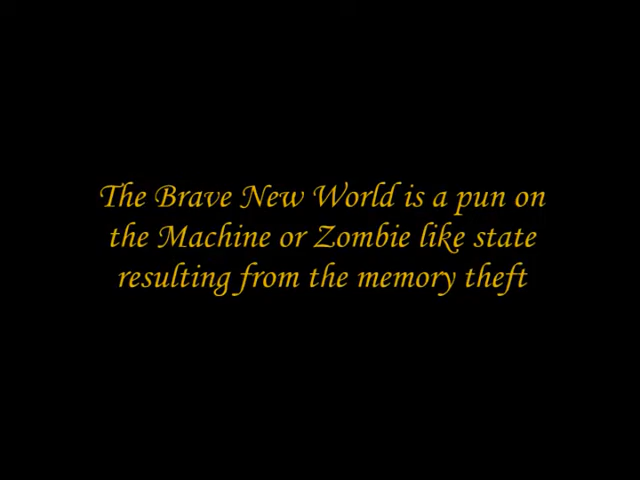 The Brave New World is a pun on
the Machine or Zombie like state
resulting from the memory theft